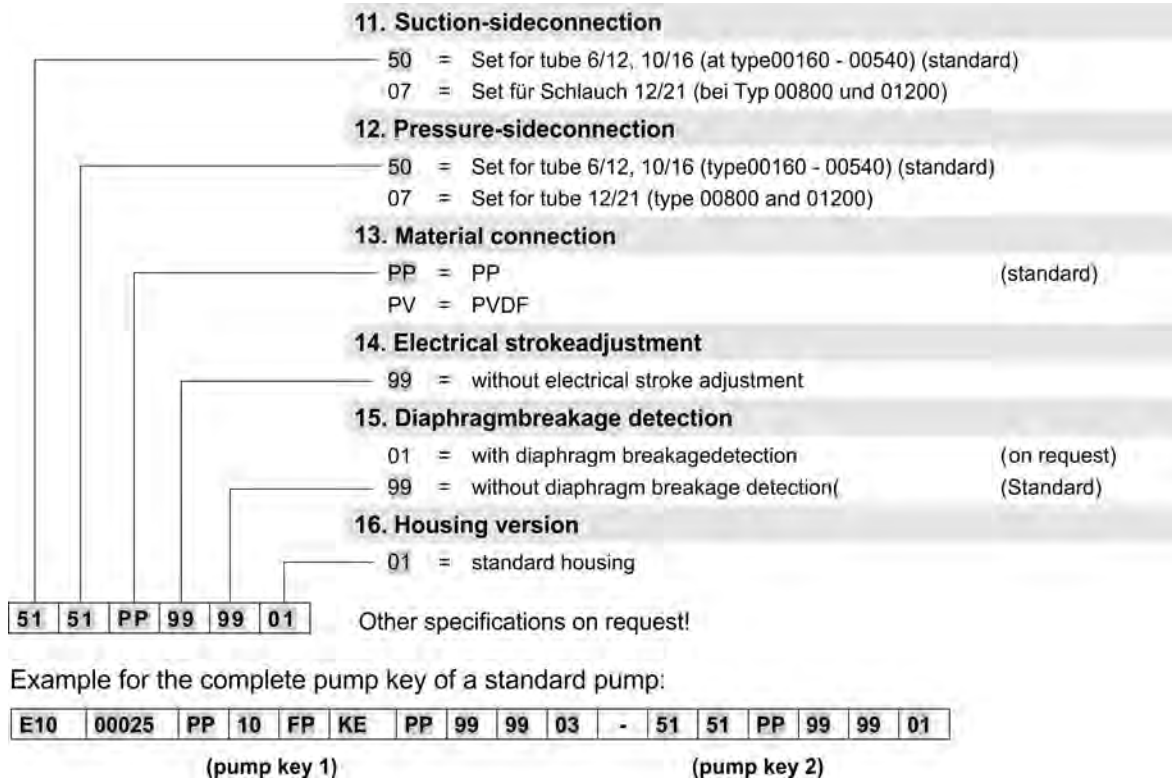 11. Suction-sideconnection
50 = Set for tube 6/12, 10/16 (at type00160 - 00540) (standard)
07 = Set für Schlauch 12/21 (bei Typ 00800 und 01200)
12. Pressure-sideconnection
50 = Set for tube 6/12, 10/16 (type00160 - 00540) (standard)
07 = Set for tube 12/21 (type 00800 and 01200)
13. Material connection
PP = PP (standard)
PV = PVDF
14. Electrical strokeadjustment
99 = without electrical stroke adjustment
15. Diaphragmbreakage detection
01 = with diaphragm breakagedetection (on request)
99 = without diaphragm breakage detection( (Standard)
16. Housing version
01 = standard housing
51 51 PP 99 99 01 Other specifications on request!
Example for the complete pump key of a standard pump:
E10 00025 PP 10 FP KE PP 99 99 03 - 51 51 PP 99 99 01
(pump key 1) (pump key 2)